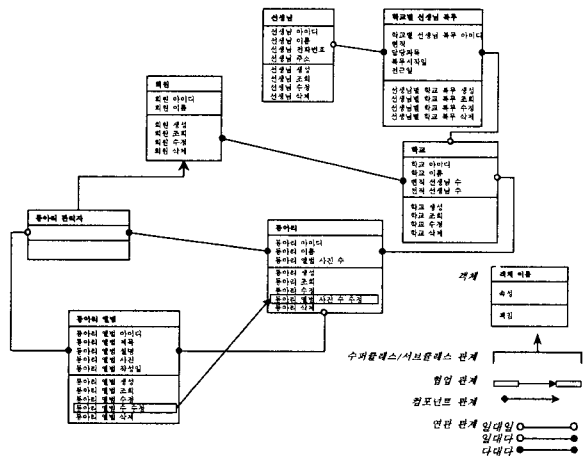 선생님
선생님 아이디
선생님 이름
선생님 전화번호
선생님 주소
선생님 생성
선생님 조회
선생님 수정
선생님 삭제
학교별 선생님 복무
학교별 선생님 복무 아이디
현직
담당과목
복무시작일
전근일
선생님별 학교 복무 생성
선생님별 학교 복무 조회
선생님별 학교 복무 수정
선생님별 학교 복무 삭제
회원
회원 아이디
회원 이름
회원 생성
회원 조회
회원 수정
회원 삭제
학교
학교 아이디
학교 이름
현직 선생님 수
전직 선생님 수
학교 생성
학교 조회
학교 수정
학교 삭제
동아리 관리자
동아리
동아리 아이디
동아리 이름
동아리 앨범 사진 수
동아리 생성
동아리 조회
동아리 수정
동아리 앨범 사진 수 수정
동아리 삭제
동아리 앨범
동아리 앨범 아이디
동아리 앨범 제목
동아리 앨범 설명
동아리 앨범 사진
동아리 앨범 작성일
동아리 앨범 생성
동아리 앨범 조회
동아리 앨범 수정
동아리 앨범 수 수정
동아리 앨범 삭제
객체
객체 이름
속성
책임
수퍼클래스/서브클래스 관계
협업 관계
컴포넌트 관계
연관 관계
일대일
일대다
다대다